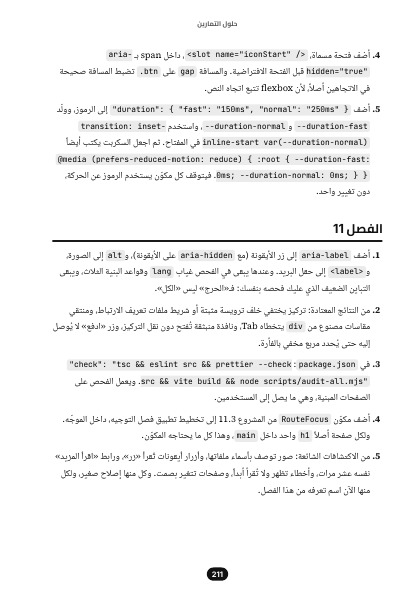 حلول التمارين
4. أضف فتحة مسماة، <slot name="iconStart" />، داخل span بـ aria-
hidden="true" قبل الفتحة الافتراضية. والمسافة gap على .btn تضبط المسافة صحيحة
في الاتجاهين أصلًا، لأن flexbox تتبع اتجاه النص.
5. أضف "duration": { "fast": "150ms", "normal": "250ms" } إلى الرموز، وولّد
--duration-fast و --duration-normal، واستخدم transition: inset-
inline-start var(--duration-normal) في المفتاح. ثم اجعل السكربت يكتب أيضًا
@media (prefers-reduced-motion: reduce) { :root { --duration-fast:
0ms; --duration-normal: 0ms; } }. فيتوقف كل مكوّن يستخدم الرموز عن الحركة،
دون تغيير واحد.
الفصل 11
1. أضف aria-label إلى زر الأيقونة (مع aria-hidden على الأيقونة)، و alt إلى الصورة،
و <label> إلى حقل البريد. وعندها يبقى في الفحص غياب lang وقواعد البنية الثلاث، ويبقى
التباين الضعيف الذي عليك فحصه بنفسك: فـ«الحرج» ليس «الكل».
2. من النتائج المعتادة: تركيز يختفي خلف ترويسة مثبتة أو شريط ملفات تعريف الارتباط، ومنتقي
مقاسات مصنوع من div يتخطاه Tab، ونافذة منبثقة تُفتح دون نقل التركيز، وزر «ادفع» لا يُوصل
إليه حتى يُحدد مربع مخفي بالفأرة.
3. في package.json: "check": "tsc && eslint src && prettier --check
src && vite build && node scripts/audit-all.mjs". ويعمل الفحص على
الصفحات المبنية، وهي ما يصل إلى المستخدمين.
4. أضف مكوّن RouteFocus من المشروع 11.3 إلى تخطيط تطبيق فصل التوجيه، داخل الموجّه.
ولكل صفحة أصلًا h1 واحد داخل main، وهذا كل ما يحتاجه المكوّن.
5. من الاكتشافات الشائعة: صور توصف بأسماء ملفاتها، وأزرار أيقونات تُقرأ «زر»، ورابط «اقرأ المزيد»
نفسه عشر مرات، وأخطاء تظهر ولا تُقرأ أبدًا، وصفحات تتغير بصمت. وكل منها إصلاح صغير، ولكل
منها الآن اسم تعرفه من هذا الفصل.
211